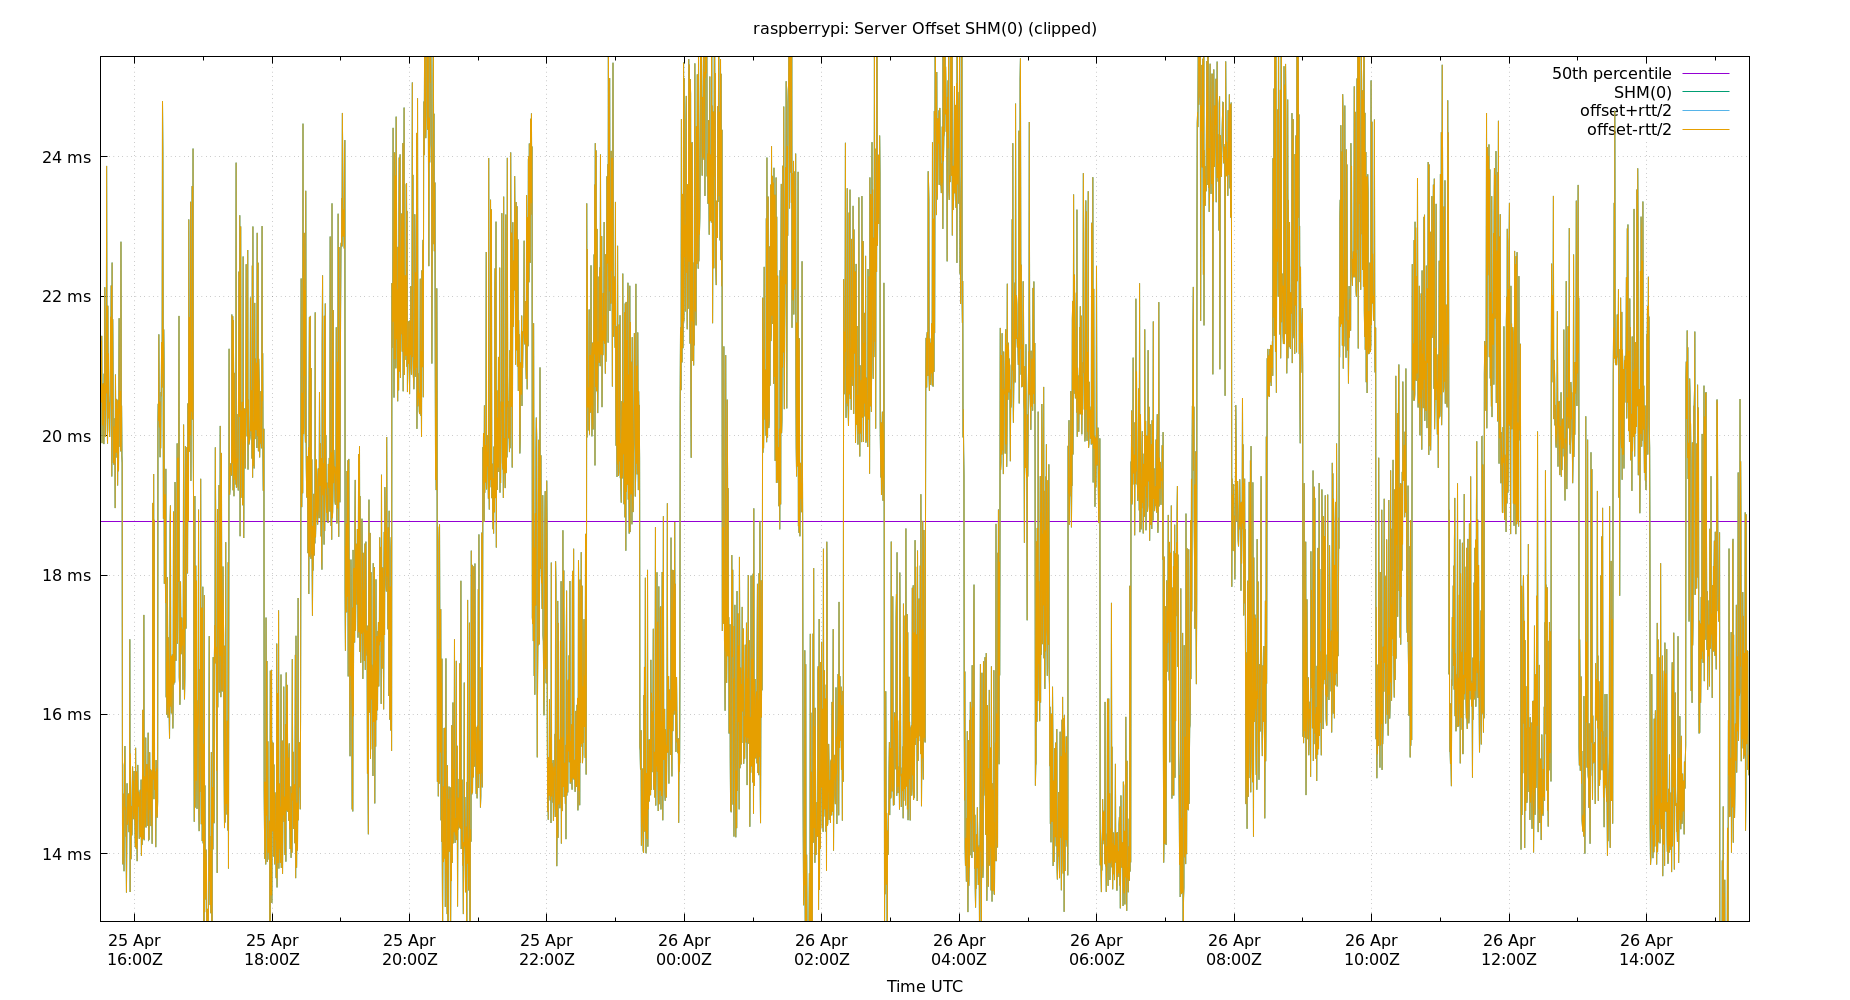 raspberrypi: Server Offset SHM(0) (clipped)
50th percentile
SHM(0)
offset+rtt/2
offset-rtt/2
24 ms
22 ms
20 ms
18 ms
16 ms
14 ms
25 Apr 25 Apr 25 Apr 25 Apr 26 Apr 26 Apr 26 Apr 26 Apr 26 Apr 26 Apr 26 Apr 26 Apr
16:00Z 18:00Z 20:00Z 22:00Z 00:00Z 02:00Z 04:00Z 06:00Z 08:00Z 10:00Z 12:00Z 14:00Z
Time UTC